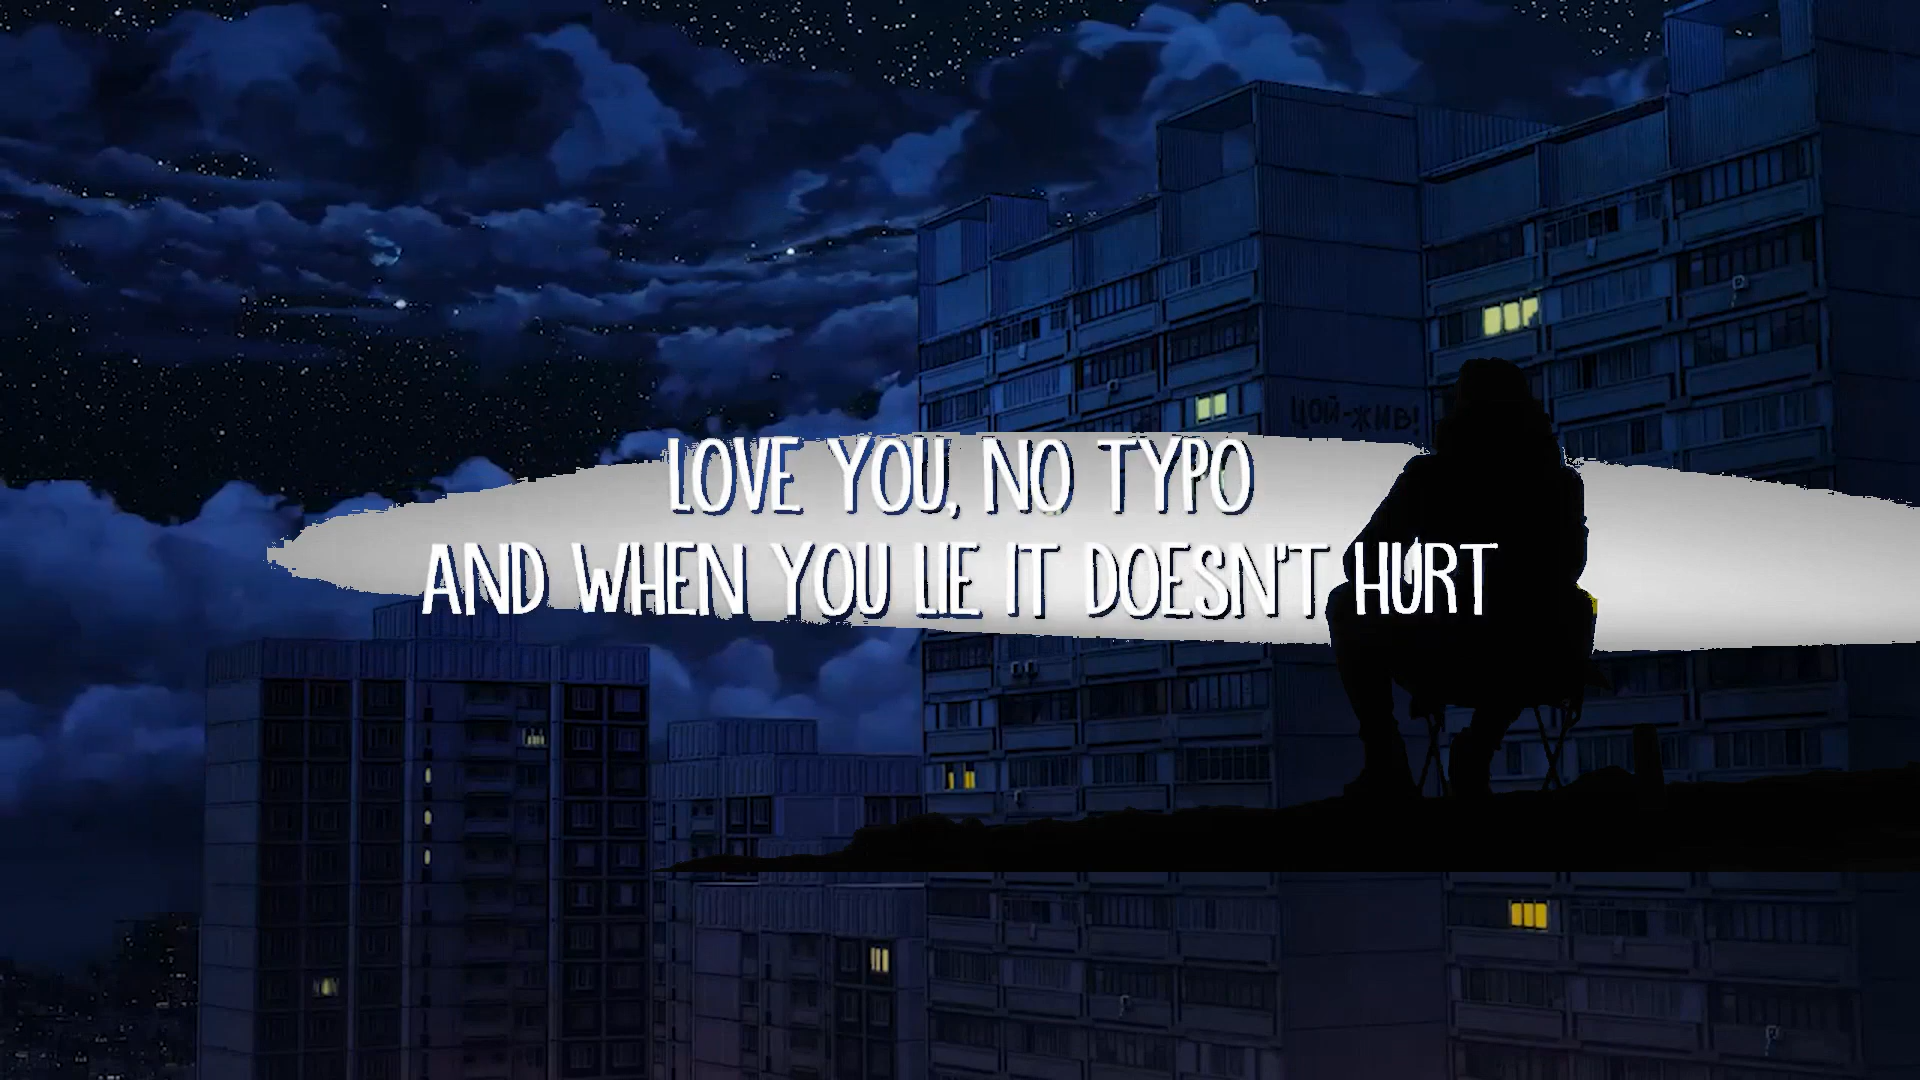 ЦОЙ-ЖИВ!
LOVE YOU, NO TYPO
AND WHEN YOU LIE IT DOESN'T HURT